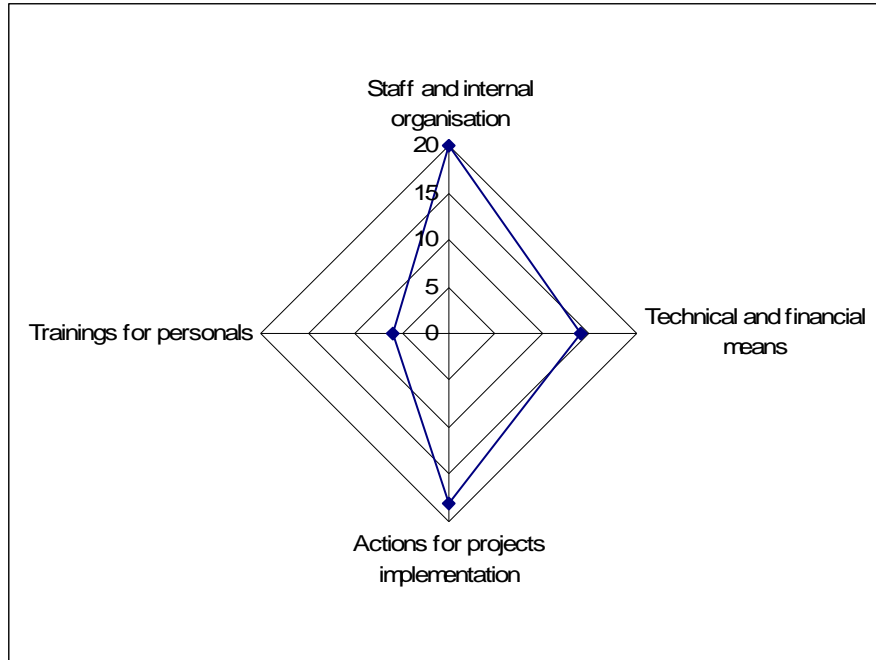 Staff and internal
organisation
20
15
10
5
0
Trainings for personals
Technical and financial
means
Actions for projects
implementation